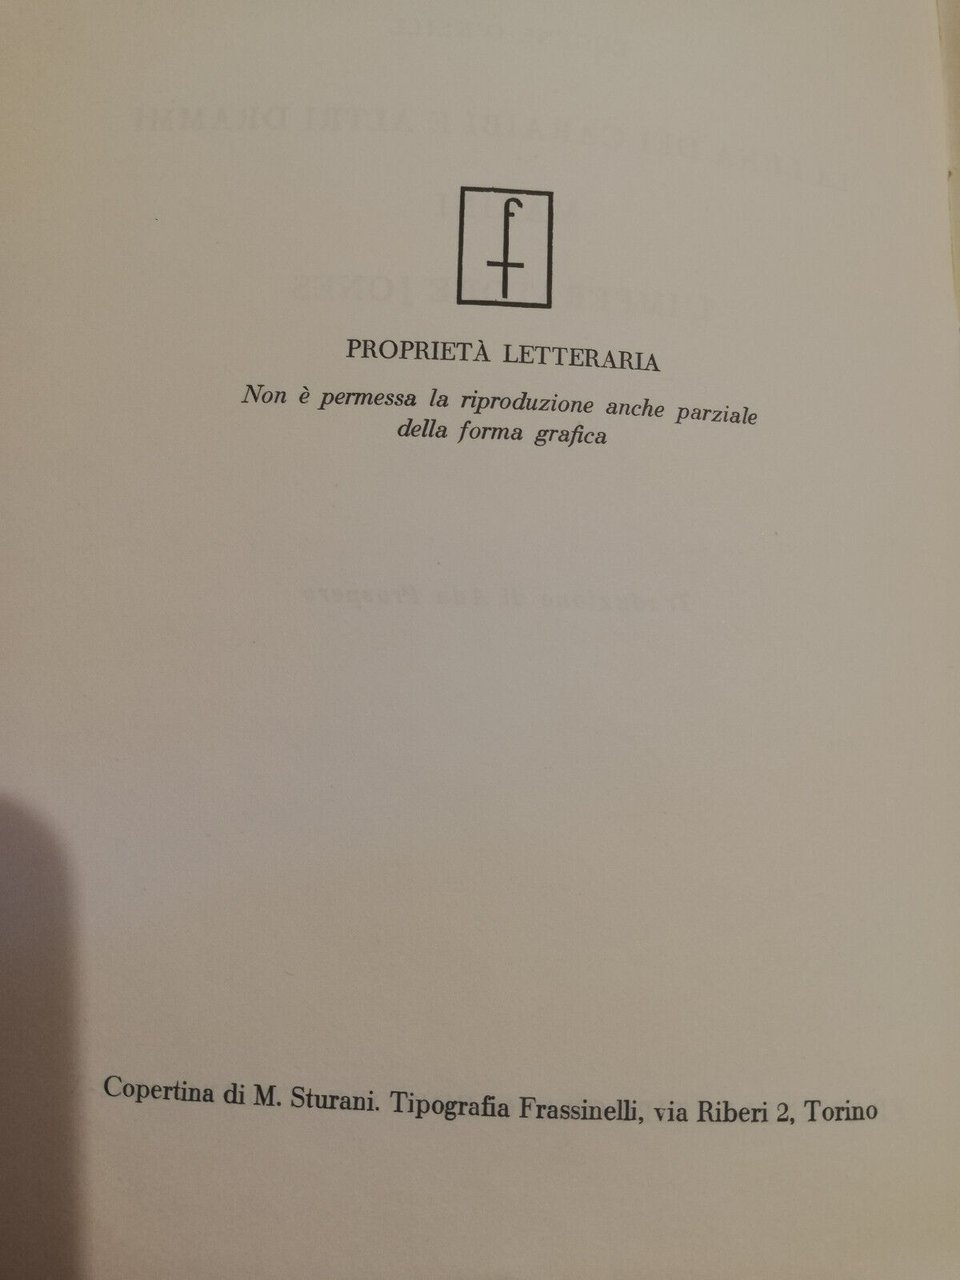 f
PROPRIETÀ LETTERARIA
Non è permessa la riproduzione anche parziale
della forma grafica
Copertina di M. Sturani. Tipografia Frassinelli, via Riberi 2, Torino